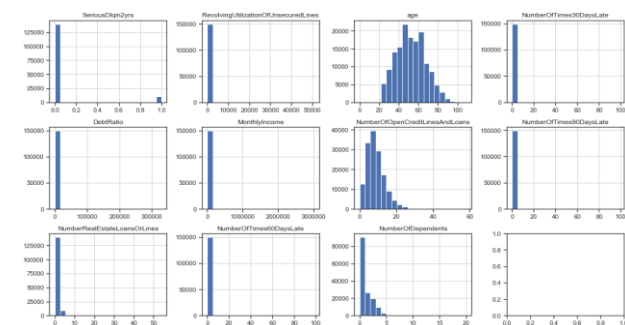 SeriousDlqin2yrs
125000
100000
75000
50000
25000
0
0.0 0.2 0.4 0.6 0.8 1.0
RevolvingUtilizationOfUnsecuredLines
150000
100000
50000
0
0 10000 20000 30000 40000 50000
age
20000
15000
10000
5000
0
0 20 40 60 80 100
NumberOfTimes30DaysLate
150000
100000
50000
0
0 20 40 60 80 100
DebtRatio
150000
100000
50000
0
0 100000 200000 300000
MonthlyIncome
150000
100000
50000
0
0 1000000 2000000 3000000
NumberOfOpenCreditLinesAndLoans
40000
30000
20000
10000
0
0 20 40 60
NumberOfTimes90DaysLate
150000
100000
50000
0
0 20 40 60 80 100
NumberRealEstateLoansOrLines
125000
100000
75000
50000
25000
0
0 10 20 30 40 50
NumberOfTimes60DaysLate
150000
100000
50000
0
0 20 40 60 80 100
NumberOfDependents
80000
60000
40000
20000
0
0 5 10 15 20
1.0
0.8
0.6
0.4
0.2
0.0
0.0 0.2 0.4 0.6 0.8 1.0